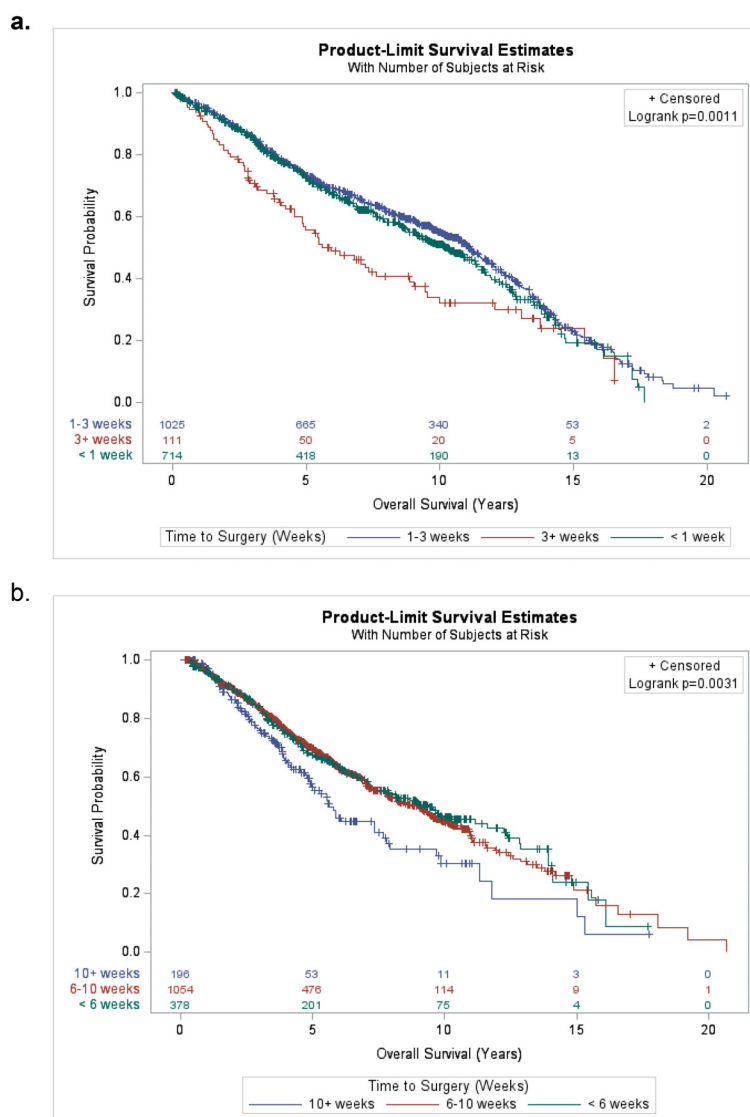 a.
Product-Limit Survival Estimates
With Number of Subjects at Risk
+ Censored
Logrank p=0.0011
1.0
0.8
0.6
0.4
0.2
0.0
Survival Probability
1-3 weeks 1025 665 340 53 2
3+ weeks 111 50 20 5 0
< 1 week 714 418 190 13 0
0 5 10 15 20
Overall Survival (Years)
Time to Surgery (Weeks) 1-3 weeks 3+ weeks < 1 week
b.
Product-Limit Survival Estimates
With Number of Subjects at Risk
+ Censored
Logrank p=0.0031
1.0
0.8
0.6
0.4
0.2
0.0
Survival Probability
10+ weeks 196 53 11 3 0
6-10 weeks 1054 476 114 9 1
< 6 weeks 378 201 75 4 0
0 5 10 15 20
Overall Survival (Years)
Time to Surgery (Weeks)
10+ weeks 6-10 weeks < 6 weeks